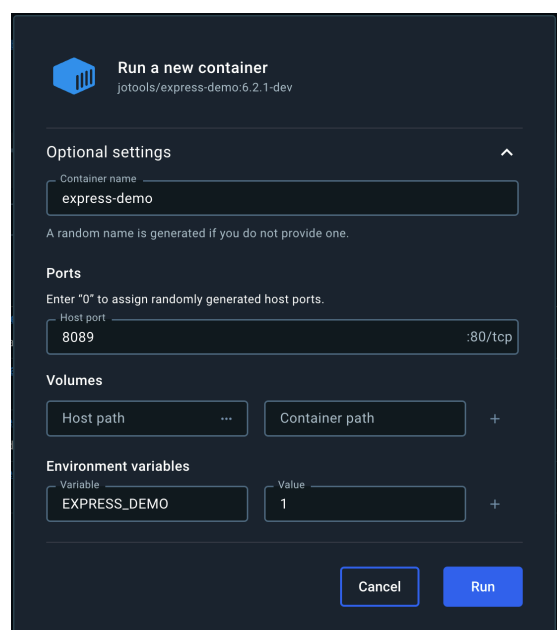 Run a new container
jotools/express-demo:6.2.1-dev
Optional settings
Container name
express-demo
A random name is generated if you do not provide one.
Ports
Enter “0” to assign randomly generated host ports.
Host port
8089 :80/tcp
Volumes
Host path ··· Container path +
Environment variables
Variable Value
EXPRESS_DEMO 1 +
Cancel Run